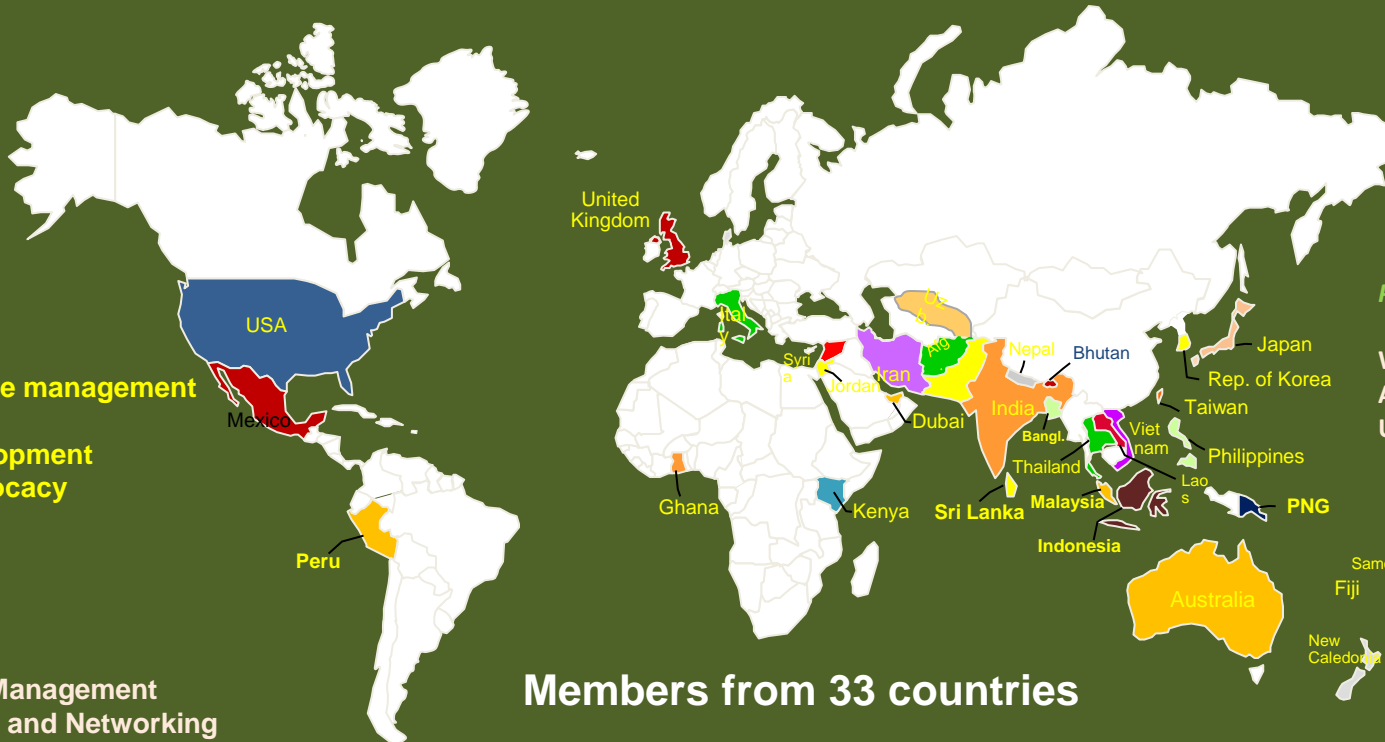 United
Kingdom
USA
Ital
y
Uz
b
Afg
Nepal
Bhutan
Japan
Syri
a
Jordan
Iran
Rep. of Korea
e management
Mexico
Dubai
India
Taiwan
Bangl.
Viet
nam
opment
Philippines
ocacy
Thailand
Lao
s
Ghana
Kenya
Sri Lanka
Malaysia
PNG
Indonesia
Peru
Fiji
Australia
New
Caledonia
Management
Members from 33 countries
and Networking